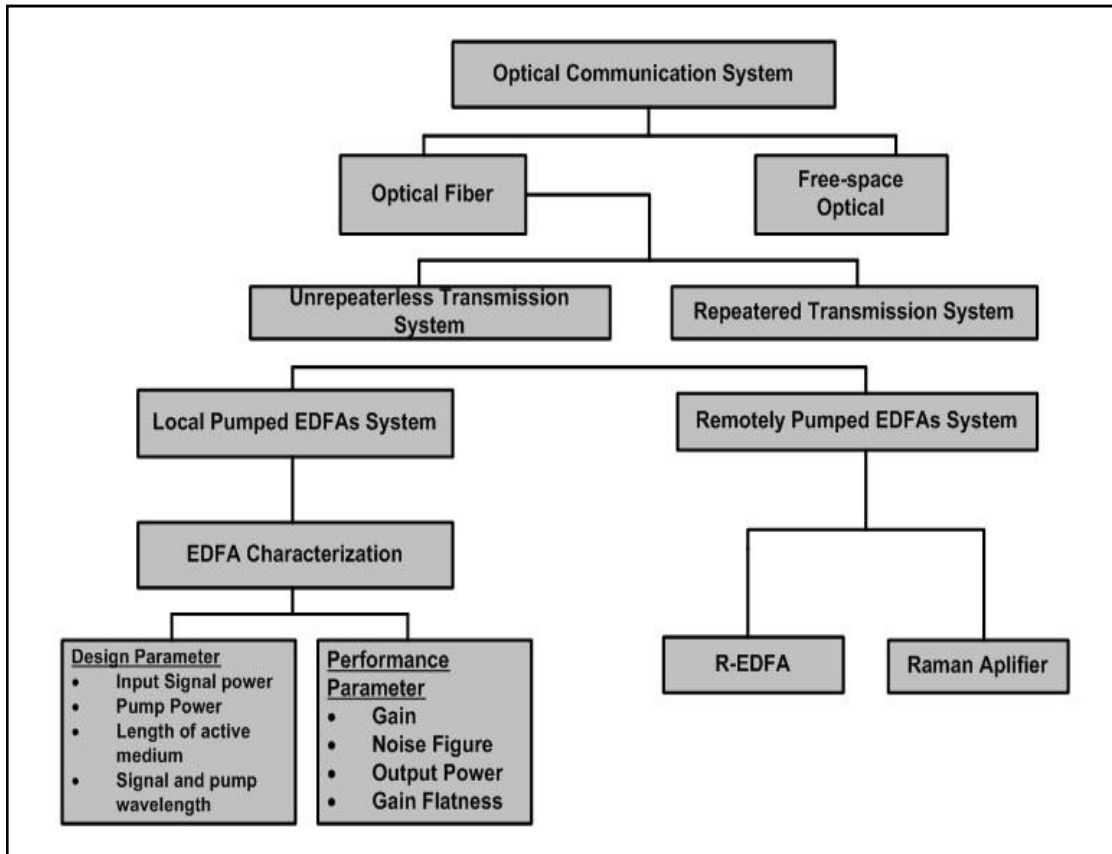 Optical Communication System
Optical Fiber
Free-space
Optical
Unrepeaterless Transmission
System
Repeatered Transmission System
Local Pumped EDFAs System
Remotely Pumped EDFAs System
EDFA Characterization
Design Parameter
• Input Signal power
• Pump Power
• Length of active
medium
• Signal and pump
wavelength
Performance
Parameter
• Gain
• Noise Figure
• Output Power
• Gain Flatness
R-EDFA
Raman Aplifier